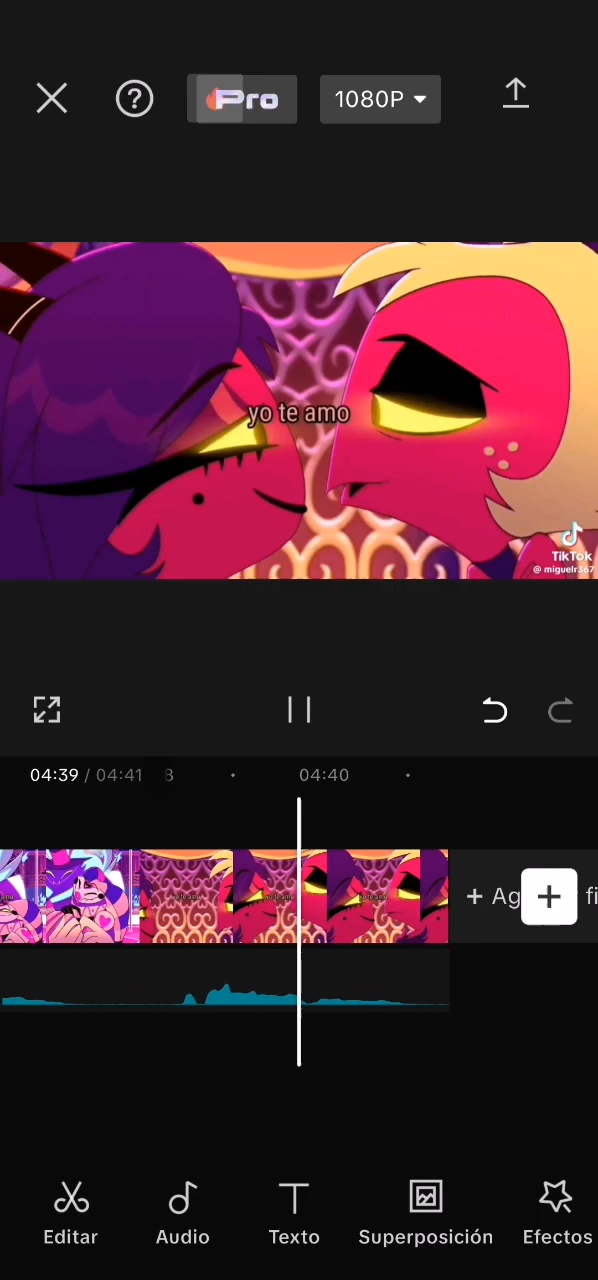 Pro
1080P
yo te amo
TikTok
@ miguelr367
04:39 / 04:41
04:40
+ Ag
fi
Editar
Audio
Texto
Superposición
Efectos